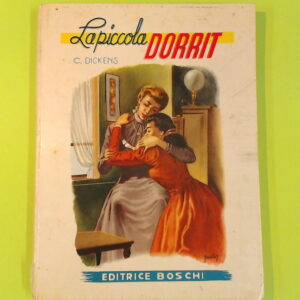 La piccola DORRIT
C. DICKENS
EDITRICE BOSCHI